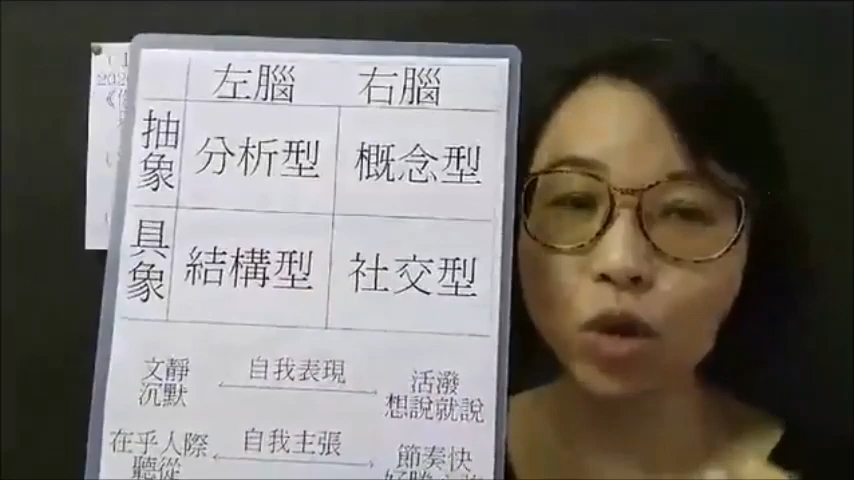 左腦 右腦
抽象 分析型 概念型
具象 結構型 社交型
文靜 自我表現 活潑
沉默 想說就說
在乎人際 自我主張 節奏快
聽從